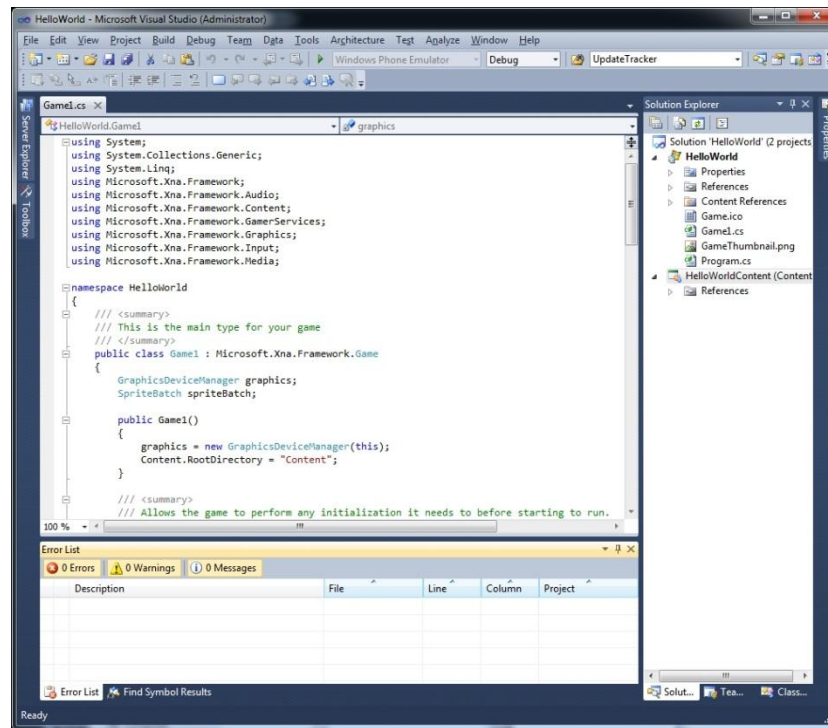 HelloWorld - Microsoft Visual Studio (Administrator)
File Edit View Project Build Debug Team Data Tools Architecture Test Analyze Window Help
Windows Phone Emulator Debug UpdateTracker
Game1.cs
Server Explorer
Toolbox
HelloWorld.Game1 graphics
using System;
using System.Collections.Generic;
using System.Linq;
using Microsoft.Xna.Framework;
using Microsoft.Xna.Framework.Audio;
using Microsoft.Xna.Framework.Content;
using Microsoft.Xna.Framework.GamerServices;
using Microsoft.Xna.Framework.Graphics;
using Microsoft.Xna.Framework.Input;
using Microsoft.Xna.Framework.Media;
namespace HelloWorld
{
/// <summary>
/// This is the main type for your game
/// </summary>
public class Game1 : Microsoft.Xna.Framework.Game
{
GraphicsDeviceManager graphics;
SpriteBatch spriteBatch;
public Game1()
{
graphics = new GraphicsDeviceManager(this);
Content.RootDirectory = "Content";
}
/// <summary>
/// Allows the game to perform any initialization it needs to before starting to run.
100 %
Solution Explorer
Solution 'HelloWorld' (2 projects
HelloWorld
Properties
References
Content References
Game.ico
Game1.cs
GameThumbnail.png
Program.cs
HelloWorldContent (Content
References
Properties
Error List
0 Errors 0 Warnings 0 Messages
Description File Line Column Project
Error List Find Symbol Results
Solut... Tea... Class...
Ready